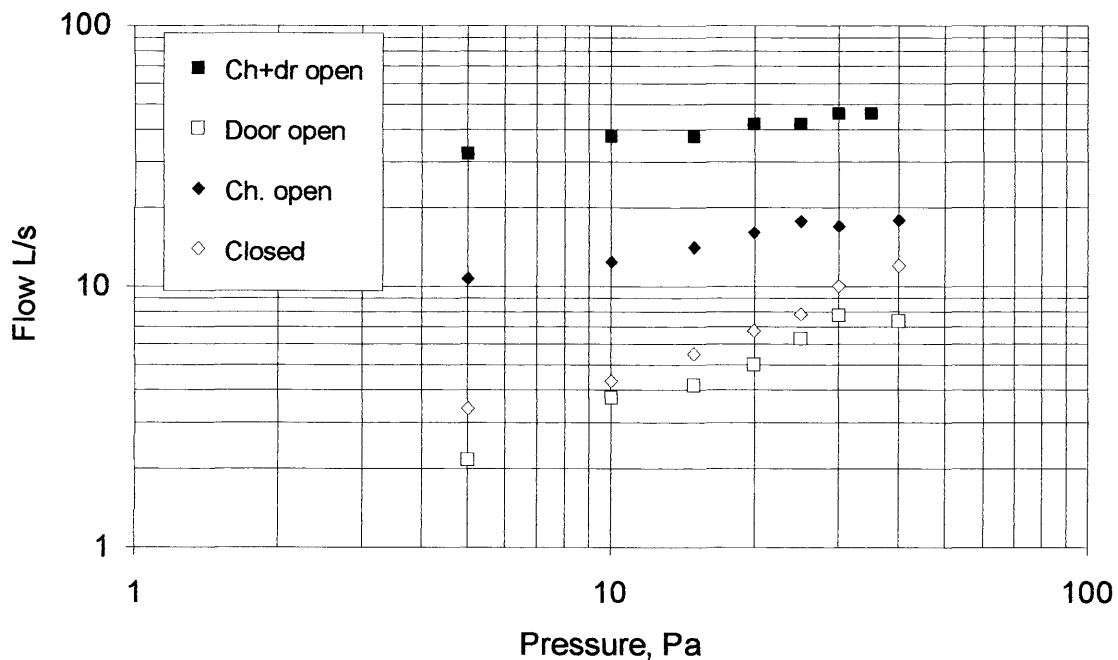 100
Ch+dr open
Door open
Ch. open
Closed
Flow L/s
10
1
1
10
100
Pressure, Pa